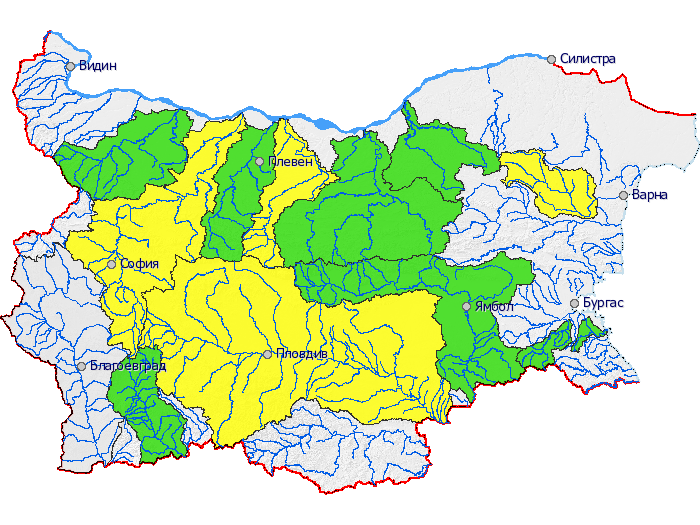 Силистра
Видин
Плевен
Варна
София
Ямбол
Бургас
Пловдив
Благоевград